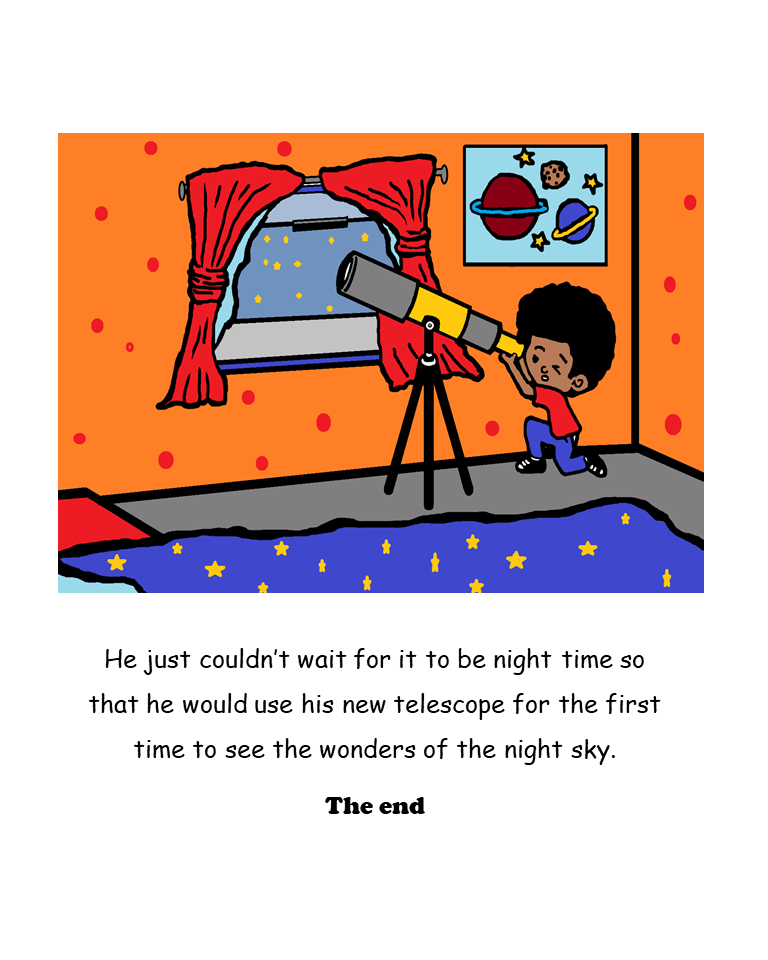 He just couldn't wait for it to be night time so
that he would use his new telescope for the first
time to see the wonders of the night sky.
The end